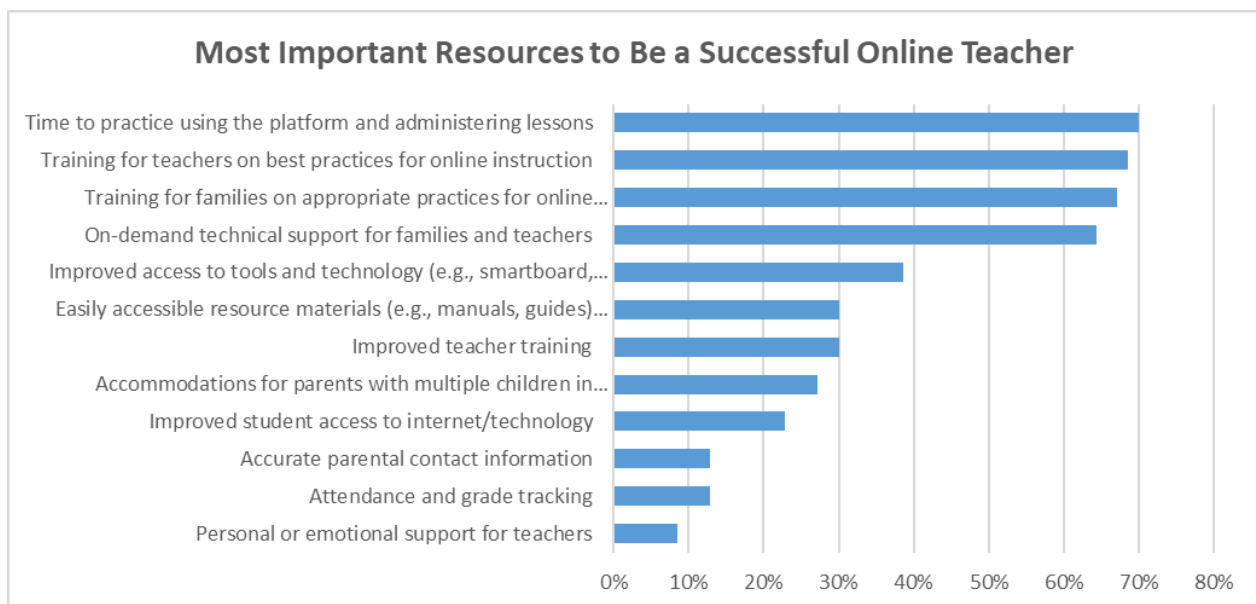 Most Important Resources to Be a Successful Online Teacher
Time to practice using the platform and administering lessons
Training for teachers on best practices for online instruction
Training for families on appropriate practices for online...
On-demand technical support for families and teachers
Improved access to tools and technology (e.g., smartboard,...
Easily accessible resource materials (e.g., manuals, guides)...
Improved teacher training
Accommodations for parents with multiple children in...
Improved student access to internet/technology
Accurate parental contact information
Attendance and grade tracking
Personal or emotional support for teachers
0% 10% 20% 30% 40% 50% 60% 70% 80%